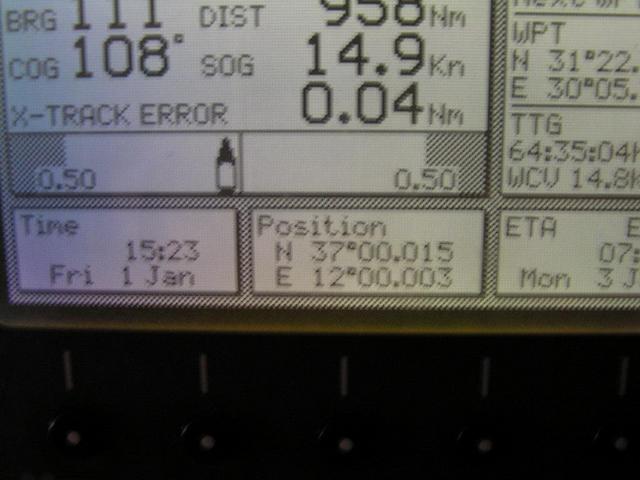 BRG 111 DIST 958 Nm
COG 108° SOG 14.9 Kn
X-TRACK ERROR 0.04 Nm
0.50 0.50
WPT
N 31°22.
E 30°05.
TTG
64:35:04
WCV 14.8
Time
15:23
Fri 1 Jan
Position
N 37°00.015
E 12°00.003
ETA
07:
Mon 3 J